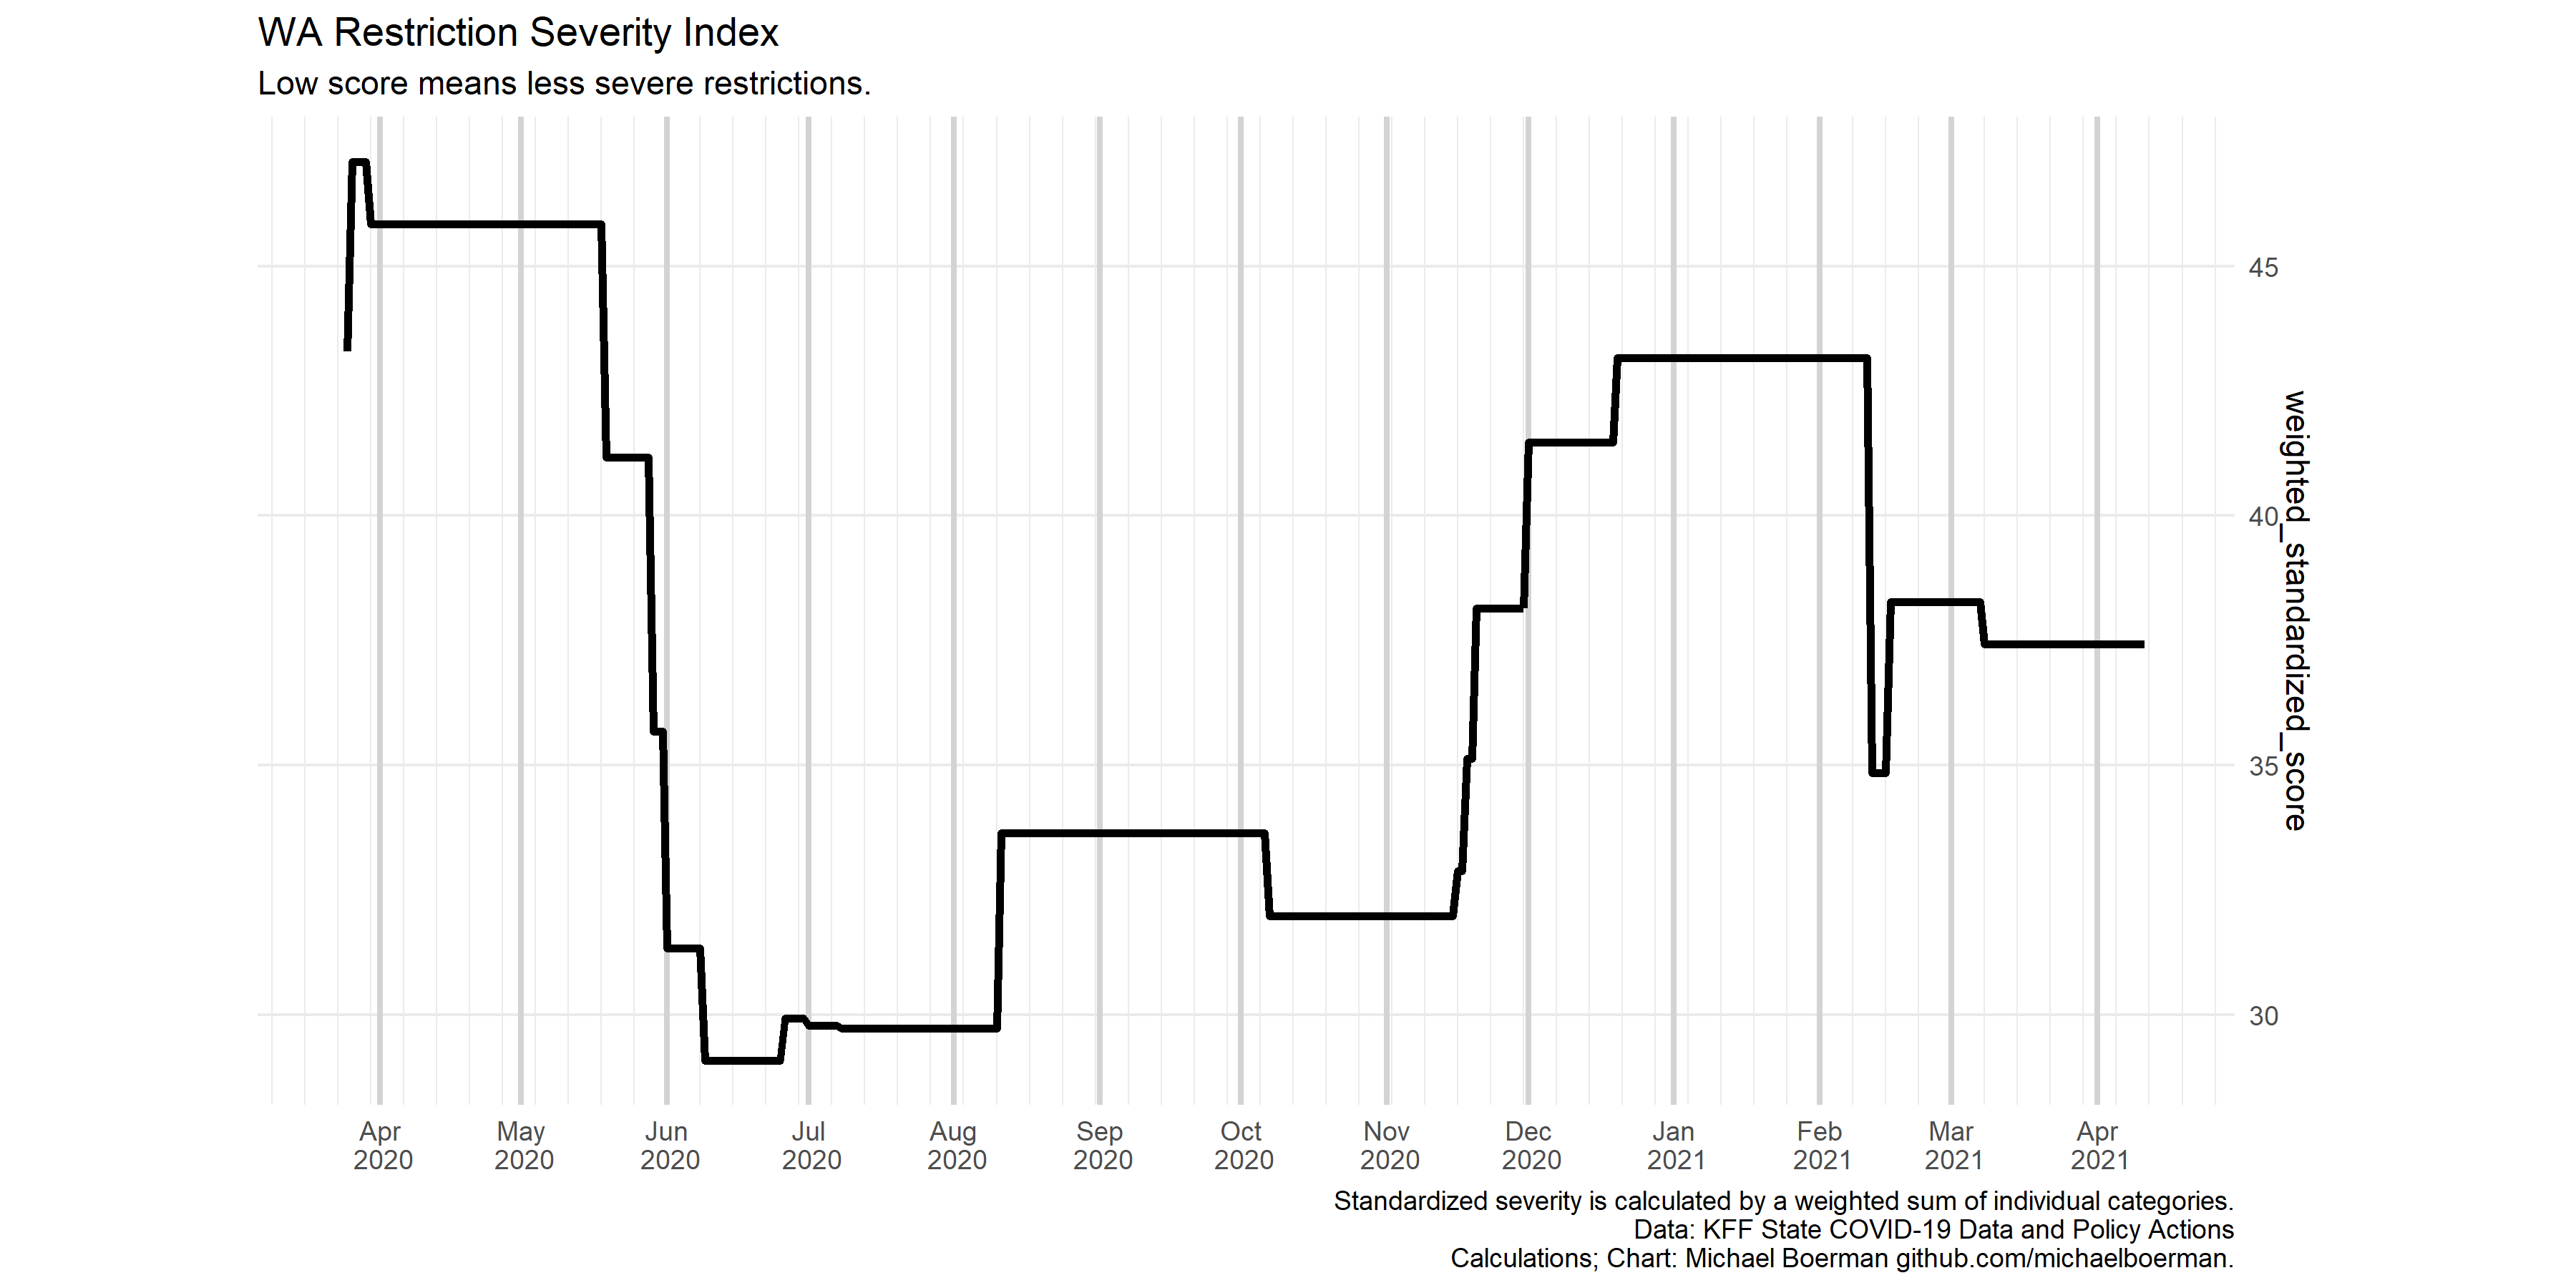 WA Restriction Severity Index
Low score means less severe restrictions.
45
40
35
30
weighted_standardized_score
Apr May Jun Jul Aug Sep Oct Nov Dec Jan Feb Mar Apr
2020 2020 2020 2020 2020 2020 2020 2020 2020 2021 2021 2021 2021
Standardized severity is calculated by a weighted sum of individual categories.
Data: KFF State COVID-19 Data and Policy Actions
Calculations; Chart: Michael Boerman github.com/michaelboerman.